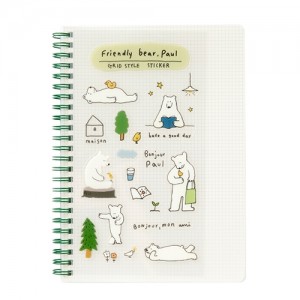 Friendly bear, Paul
GRID STYLE STICKER
have a good day
maison
Bonjour
Paul
Bonjour, mon ami